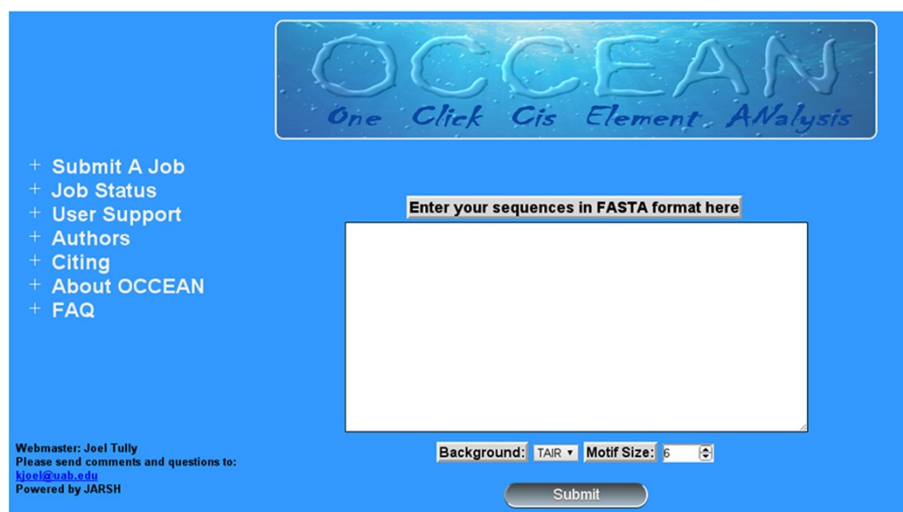 OCCEAN
One Click Cis Element ANalysis
+ Submit A Job
+ Job Status
+ User Support
+ Authors
+ Citing
+ About OCCEAN
+ FAQ
Enter your sequences in FASTA format here
Background: TAIR Motif Size: 6
Submit
Webmaster: Joel Tully
Please send comments and questions to:
kjoel@uab.edu
Powered by JARSH